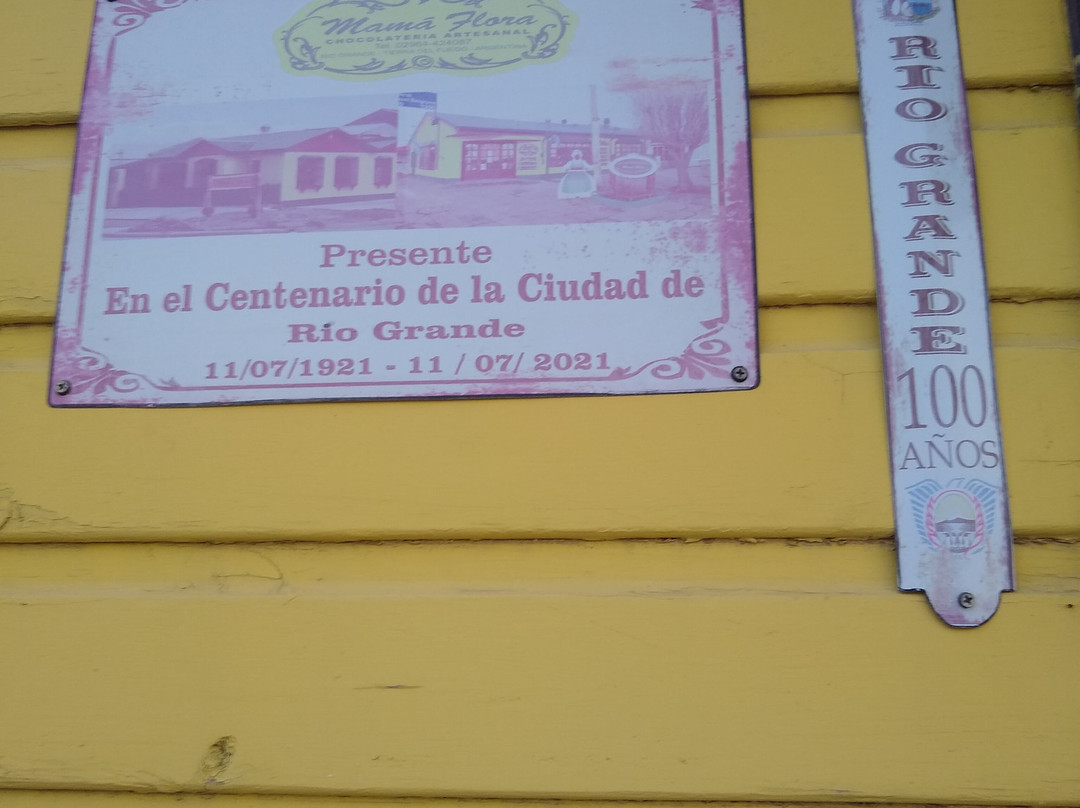 Mamá Flora
CHOCOLATERIA ARTESANAL
Presente
En el Centenario de la Ciudad de
Rio Grande
11/07/1921 - 11 / 07/ 2021
RIO GRANDE
100
AÑOS